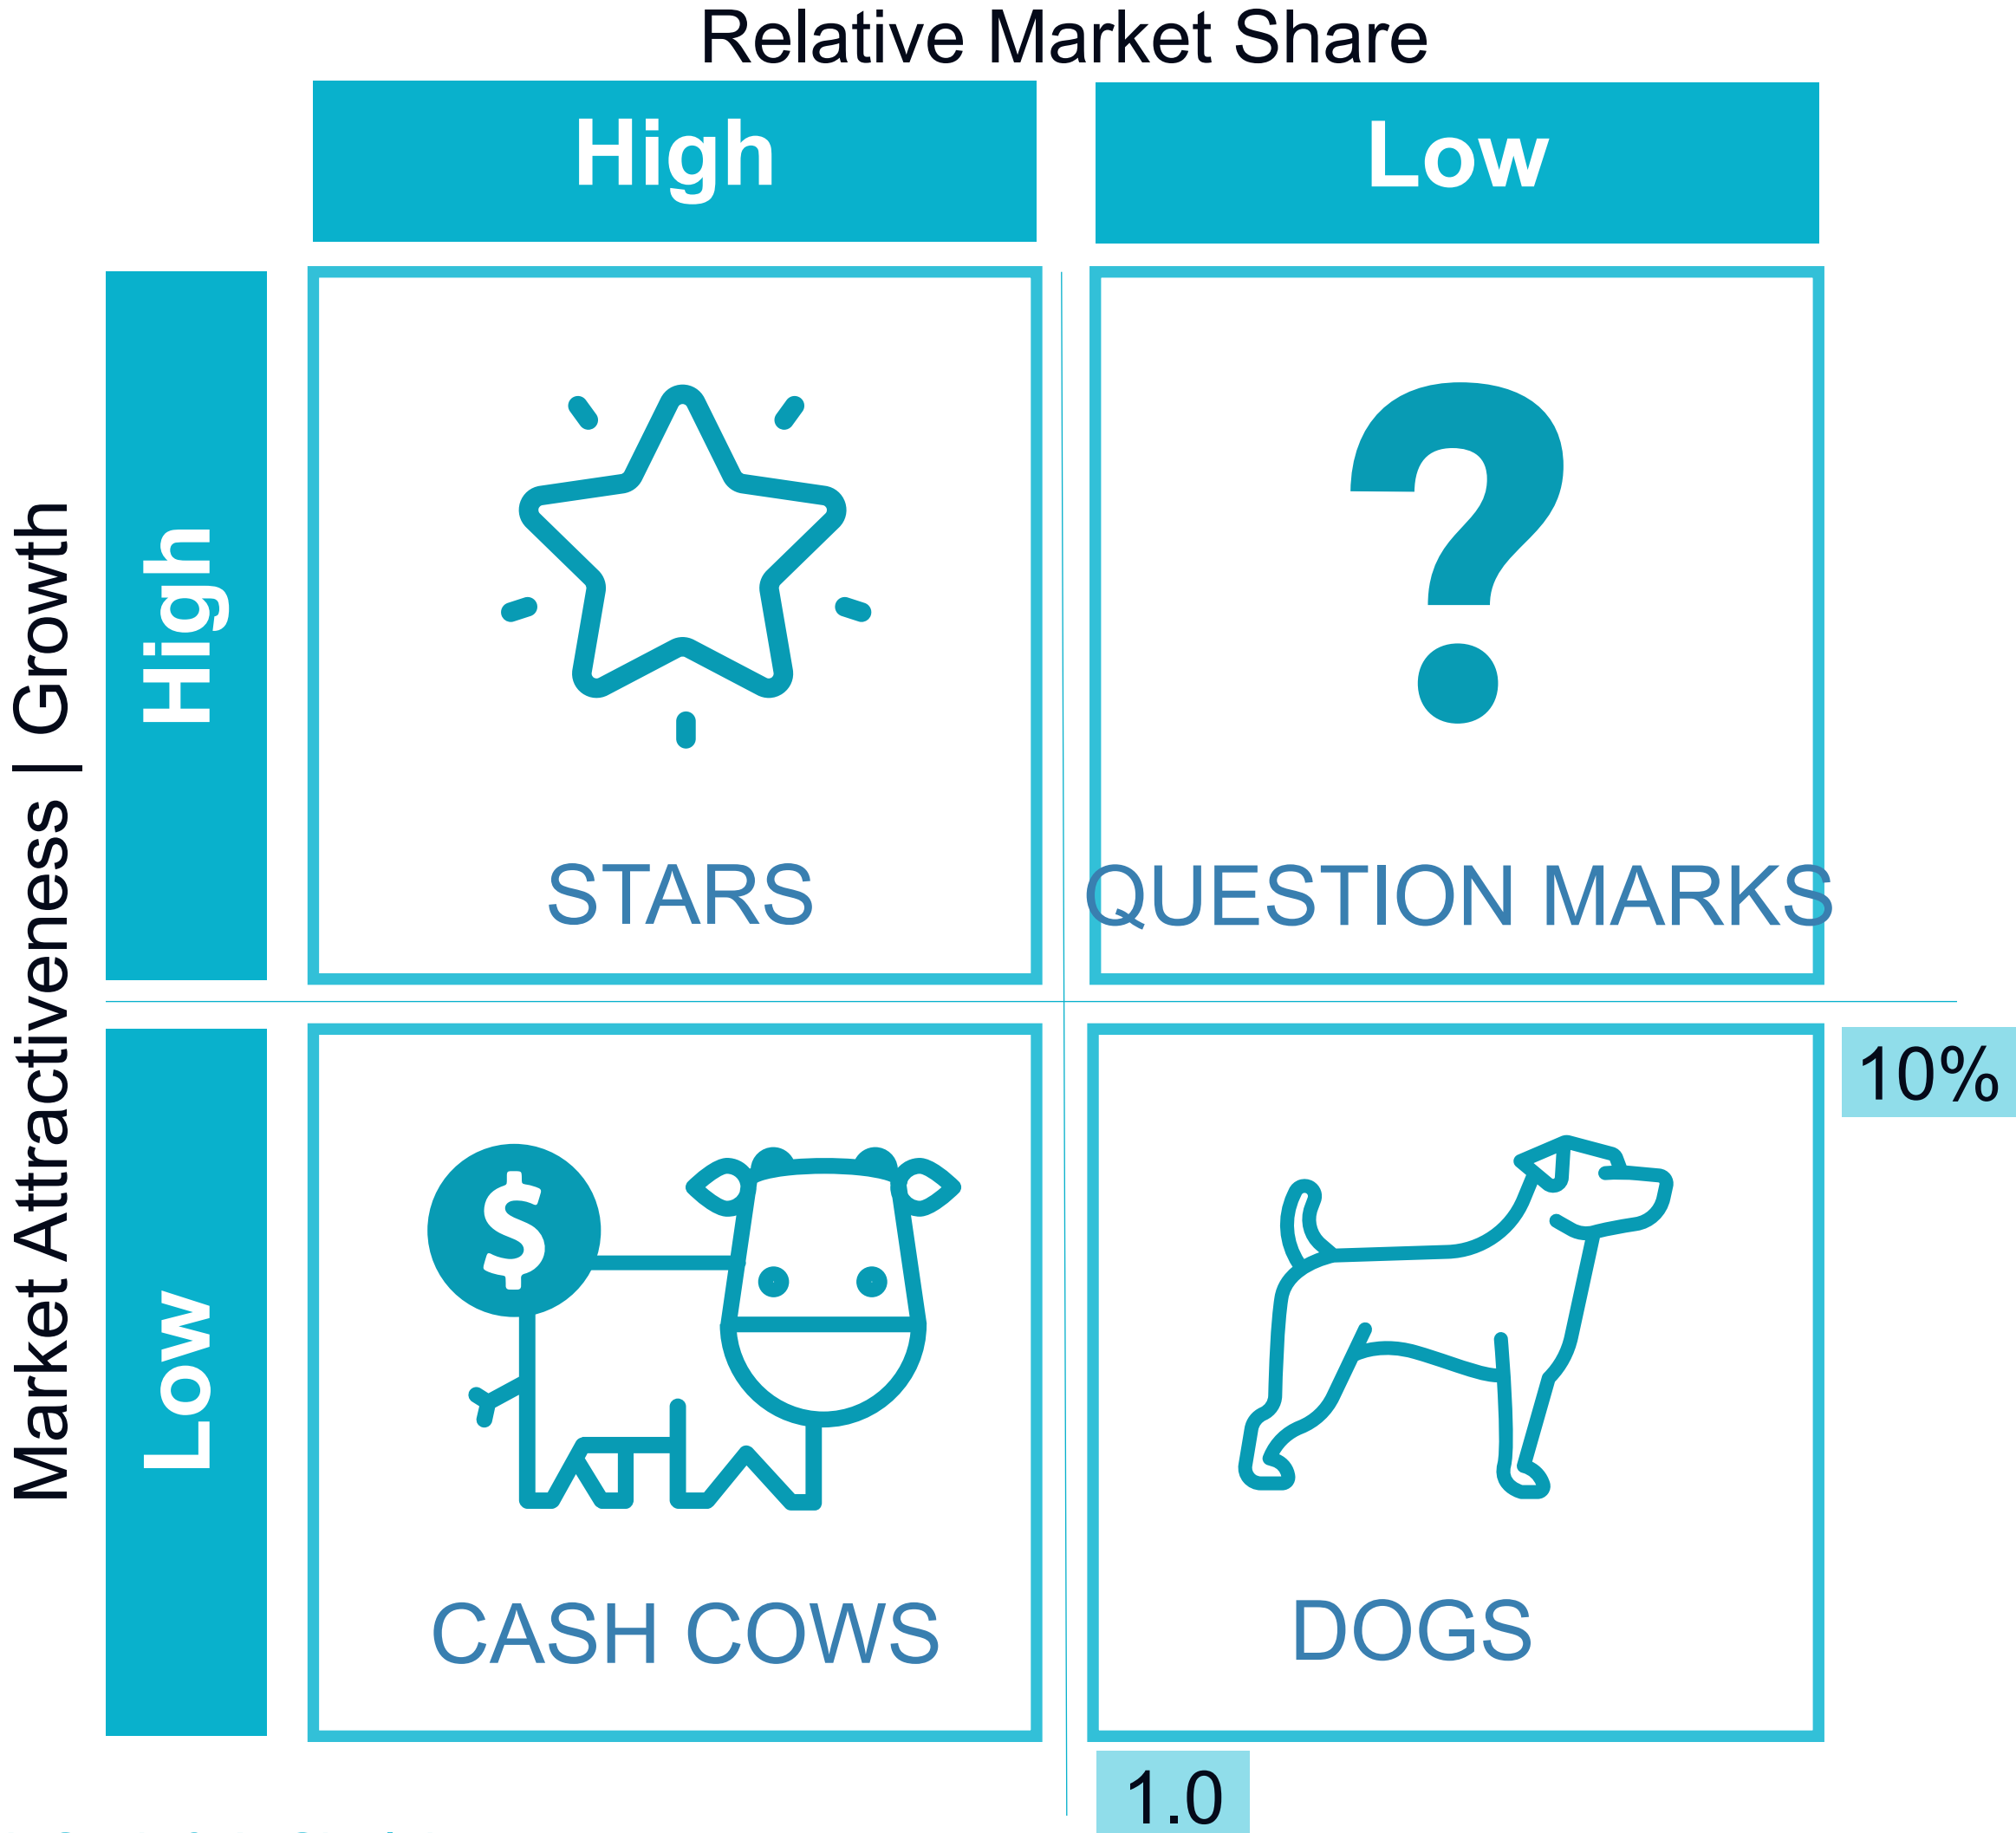 Relative Market Share
High
Low
Market Attractiveness | Growth
High
STARS
QUESTION MARKS
10%
Low
$
CASH COWS
DOGS
1.0